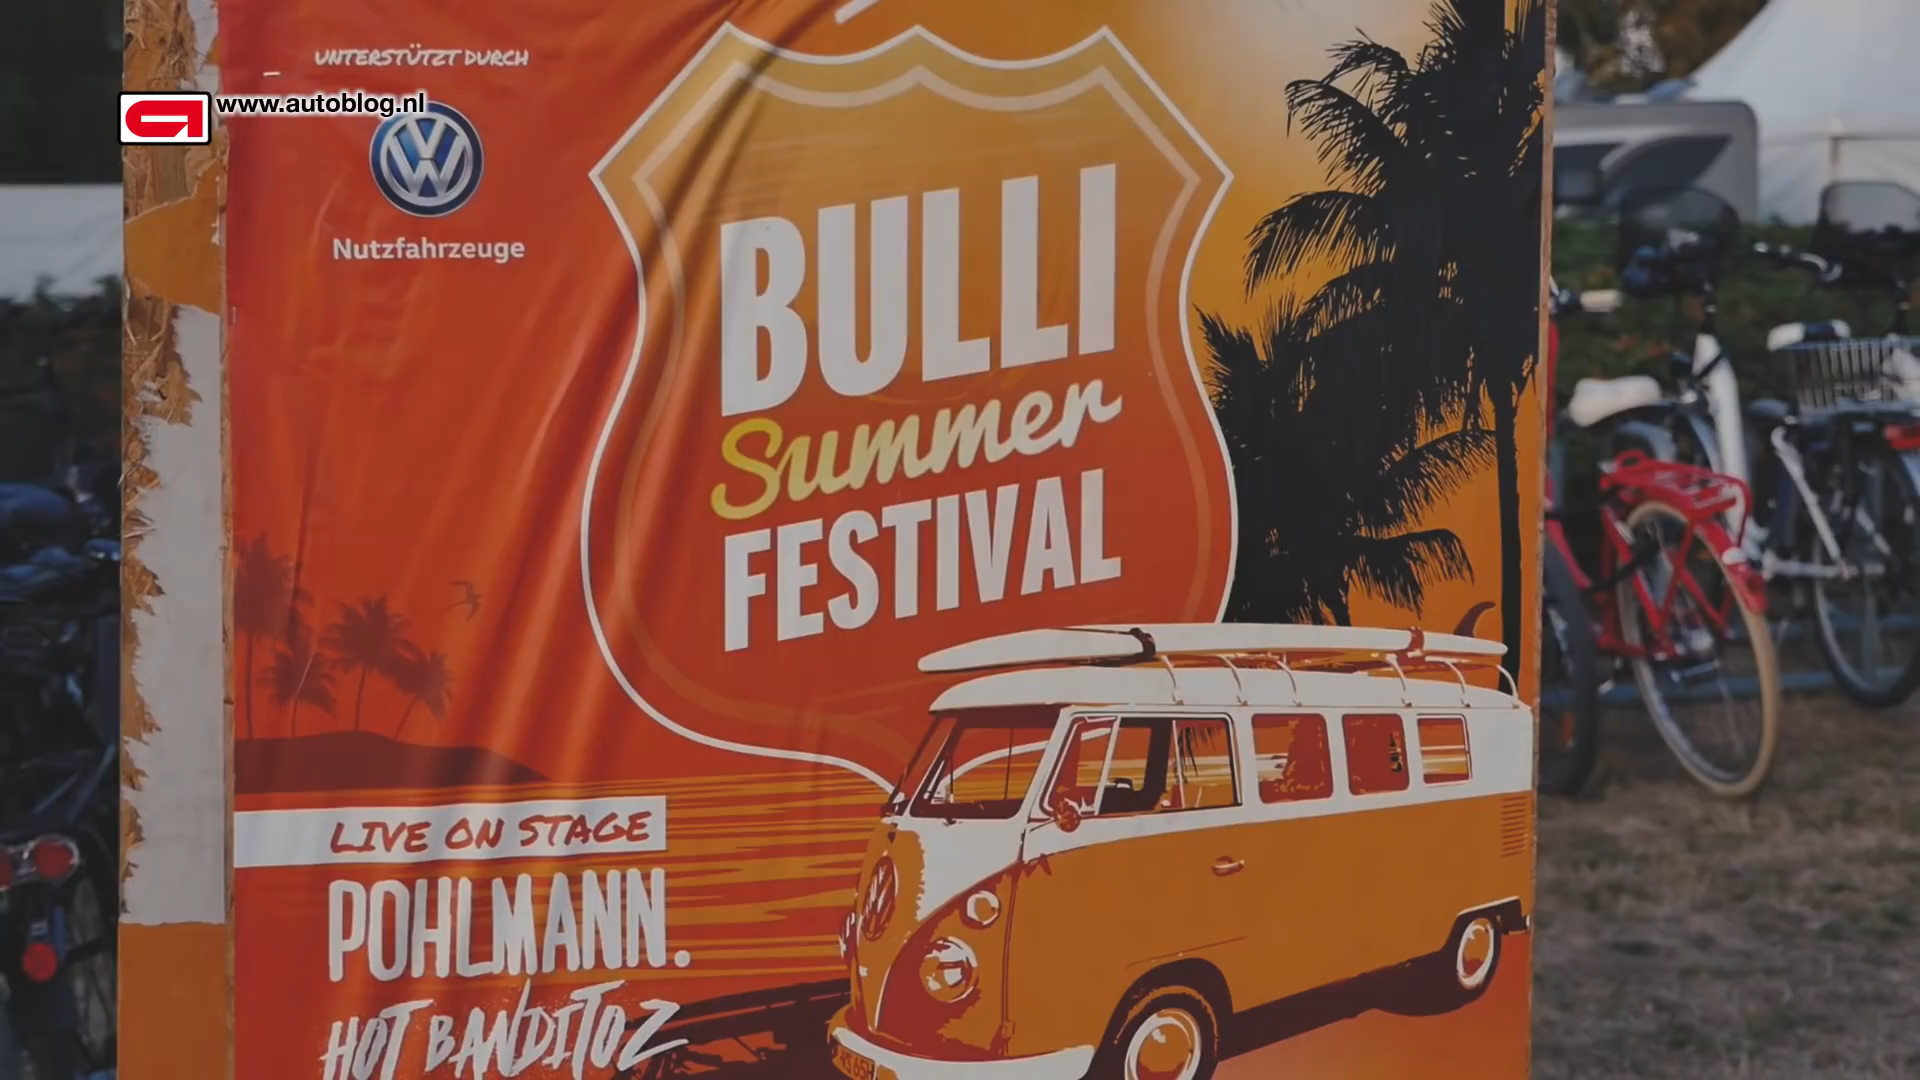 UNTERSTÜTZT DURCH
www.autoblog.nl
Nutzfahrzeuge
BULLI
Summer
FESTIVAL
LIVE ON STAGE
POHLMANN.
HOT BANDITOZ